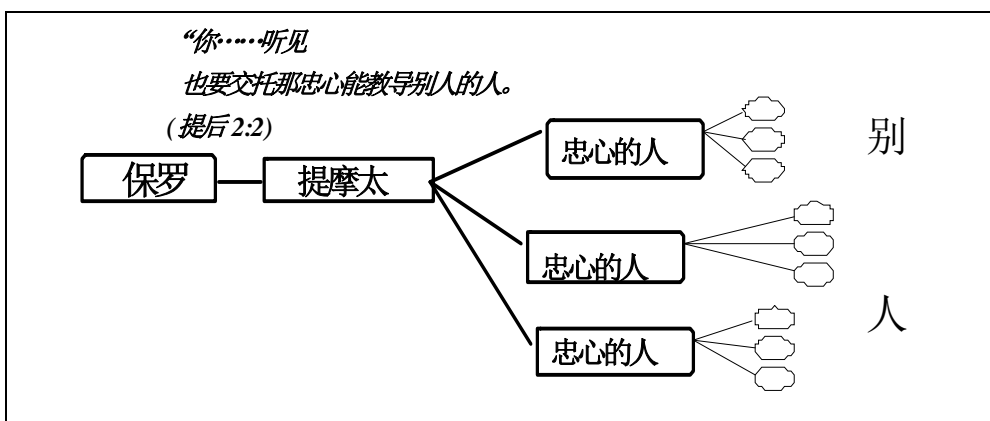 “你……听见
也要交托那忠心能教导别人的人。
(提后 2:2)
保罗
提摩太
忠心的人
忠心的人
忠心的人
别
人